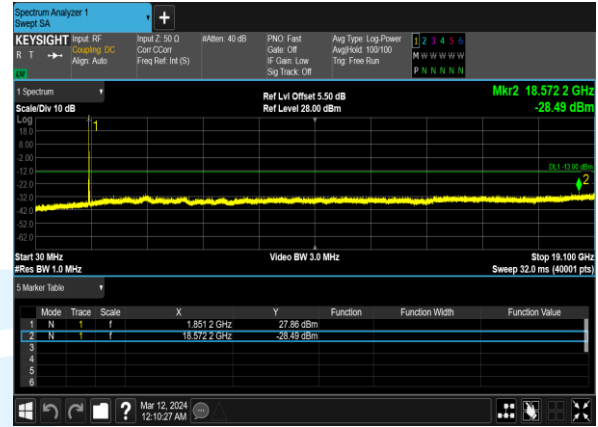 Spectrum Analyzer 1
Swept SA
+
KEYSIGHT Input: RF Input Z: 50 Ω #Atten: 40 dB PNO: Fast Avg Type: Log-Power 1 2 3 4 5 6
R T Coupling: DC Corr CCorr Gate: Off Avg|Hold: 100/100 M W W W W W
Align: Auto Freq Ref: Int (S) IF Gain: Low Trig: Free Run P N N N N N
Sig Track: Off
1 Spectrum Ref Lvl Offset 5.50 dB Mkr2 18.572 2 GHz
Scale/Div 10 dB Ref Level 28.00 dBm -28.49 dBm
Log
1
18.0
8.00
-2.00
DL1 -13.00 dBm
-12.0
2
-22.0
-32.0
-42.0
-52.0
-62.0
Start 30 MHz Video BW 3.0 MHz Stop 19.100 GHz
#Res BW 1.0 MHz Sweep 32.0 ms (40001 pts)
5 Marker Table
Mode Trace Scale X Y Function Function Width Function Value
1 N 1 f 1.851 2 GHz 27.86 dBm
2 N 1 f 18.572 2 GHz -28.49 dBm
3
4
5
6
? Mar 12, 2024
12:10:27 AM